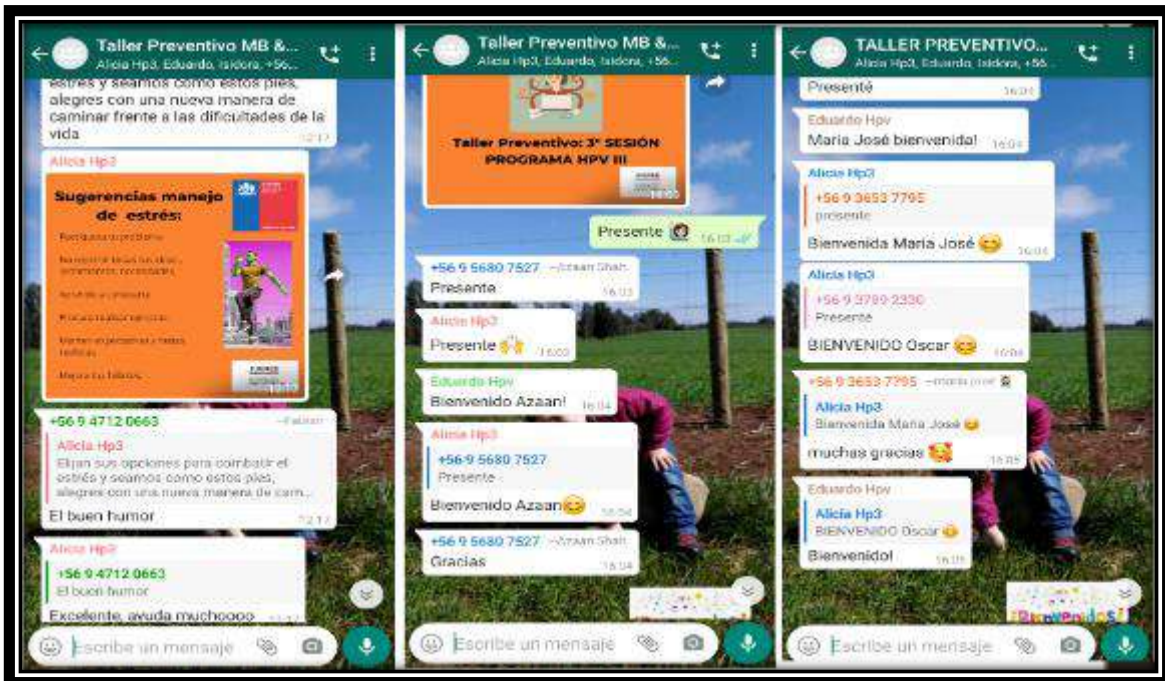 Taller Preventivo MB &...
Alicia Hp3, Eduardo, Isidora, +56...
estrés y seamos como estos pies,
alegres con una nueva manera de
caminar frente a las dificultades de la
vida
12:17
Alicia Hp3
Sugerencias manejo
de estrés:
+56 9 4712 0663
Alicia Hp3
Elijan sus opciones para combatir el
estrés y seamos como estos pies,
alegres con una nueva manera de cam...
El buen humor
12:17
Alicia Hp3
+56 9 4712 0663
El buen humor
Excelente, ayuda muchoooo
Escribe un mensaje
Taller Preventivo MB &...
Alicia Hp3, Eduardo, Isidora, +56...
Taller Preventivo: 3° SESIÓN
PROGRAMA HPV III
Presente
16:03
+56 9 5680 7527 ~Azaan Shah
Presente
16:03
Alicia Hp3
Presente
16:03
Eduardo Hpv
Bienvenido Azaan!
16:04
Alicia Hp3
+56 9 5680 7527
Presente
Bienvenido Azaan
16:04
+56 9 5680 7527 ~Azaan Shah
Gracias
16:04
Escribe un mensaje
TALLER PREVENTIVO...
Alicia Hp3, Eduardo, Isidora, +56...
Presenté
16:04
Eduardo Hpv
Maria José bienvenida!
16:04
Alicia Hp3
+56 9 3653 7795
presente
Bienvenida Maria José
16:04
Alicia Hp3
+56 9 3799 2330
Presente
BIENVENIDO Oscar
16:04
+56 9 3653 7795 ~maria josé
Alicia Hp3
Bienvenida Maria José
muchas gracias
16:05
Eduardo Hpv
Alicia Hp3
BIENVENIDO Oscar
Bienvenido!
16:05
¡Bienvenidos!
Escribe un mensaje